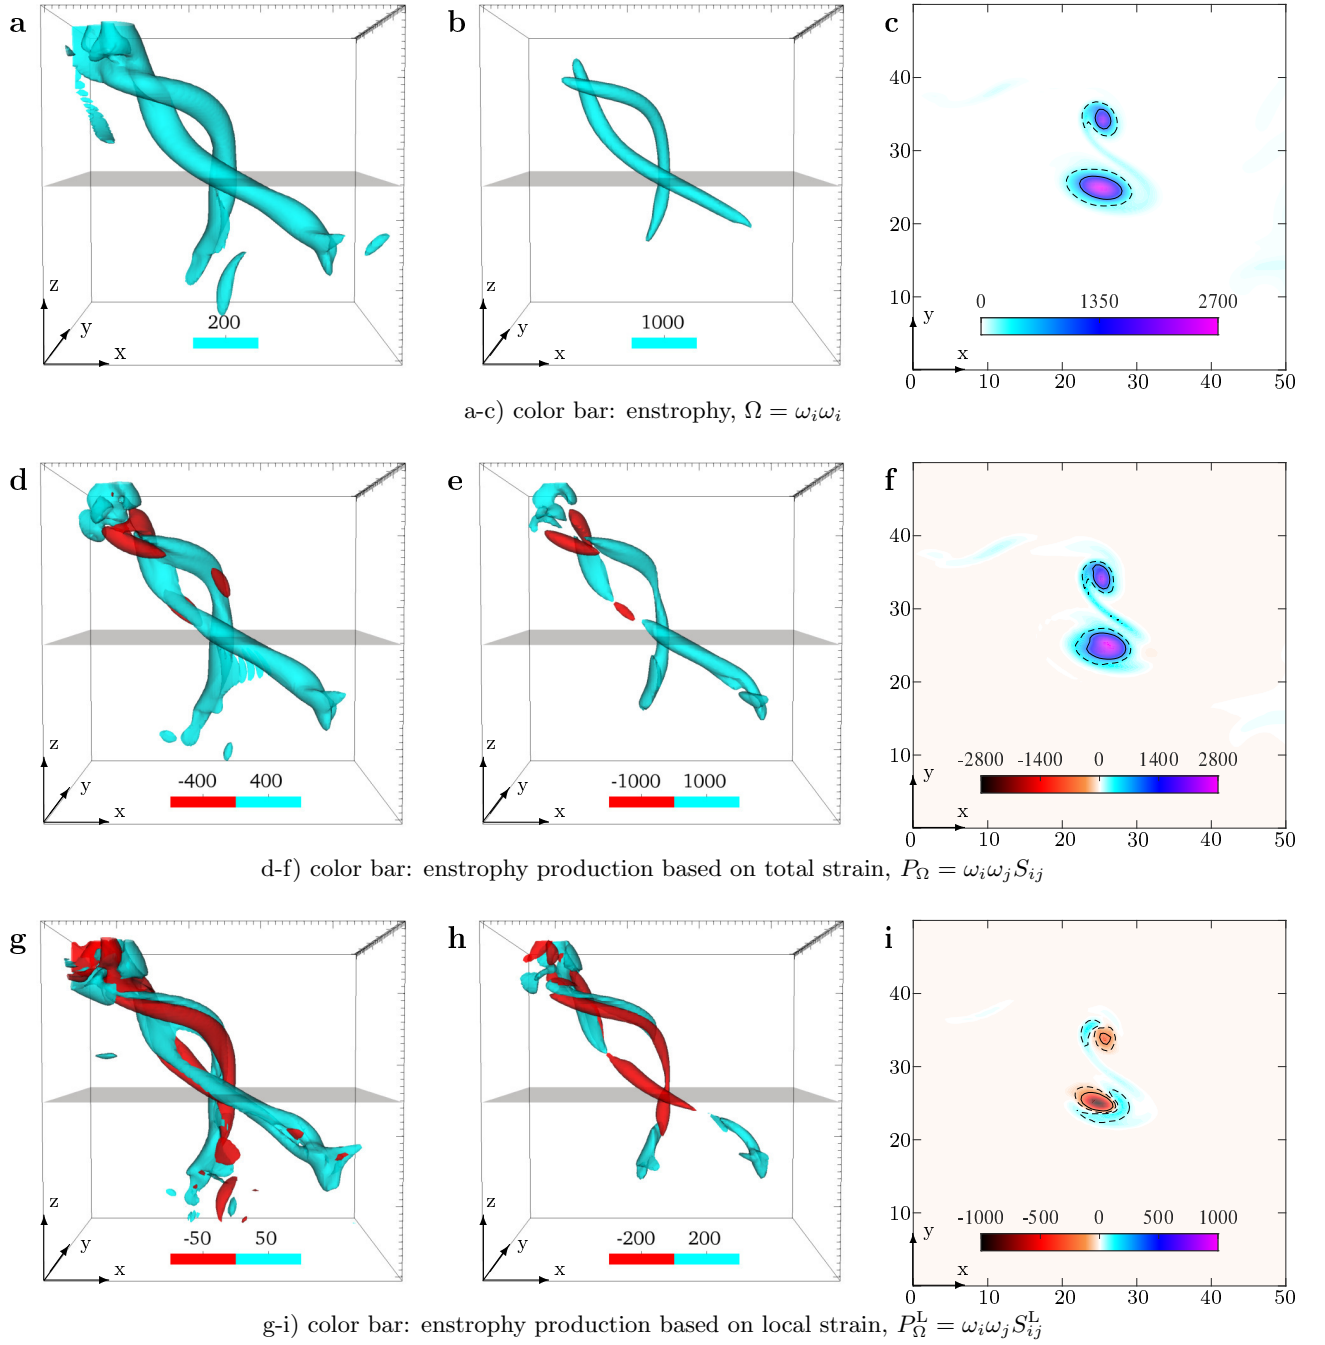 a
b
c
z
y
x
200
z
y
x
1000
40
30
20
10
0
10
20
30
40
50
y
x
0 1350 2700
a-c) color bar: enstrophy, Ω = ωᵢωᵢ
d
e
f
z
y
x
-400 400
z
y
x
-1000 1000
40
30
20
10
0
10
20
30
40
50
y
x
-2800 -1400 0 1400 2800
d-f) color bar: enstrophy production based on total strain, P_Ω = ωᵢωⱼSᵢⱼ
g
h
i
z
y
x
-50 50
z
y
x
-200 200
40
30
20
10
0
10
20
30
40
50
y
x
-1000 -500 0 500 1000
g-i) color bar: enstrophy production based on local strain, P_Ω^L = ωᵢωⱼSᵢⱼ^L